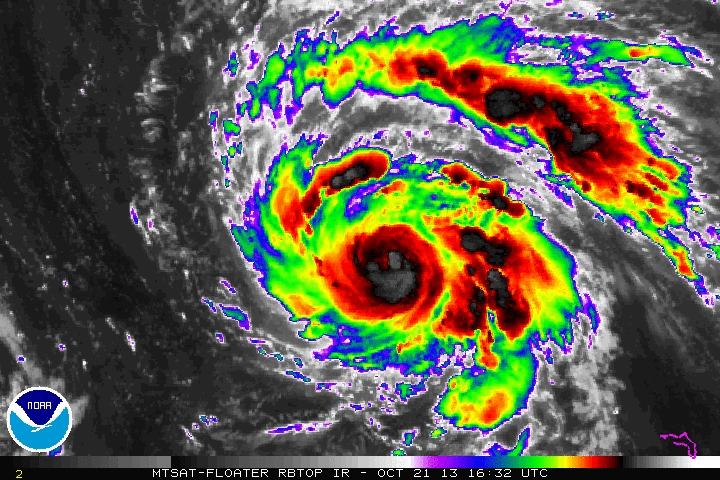 NOAA
2
MTSAT-FLOATER RBTOP IR - OCT 21 13 16:32 UTC